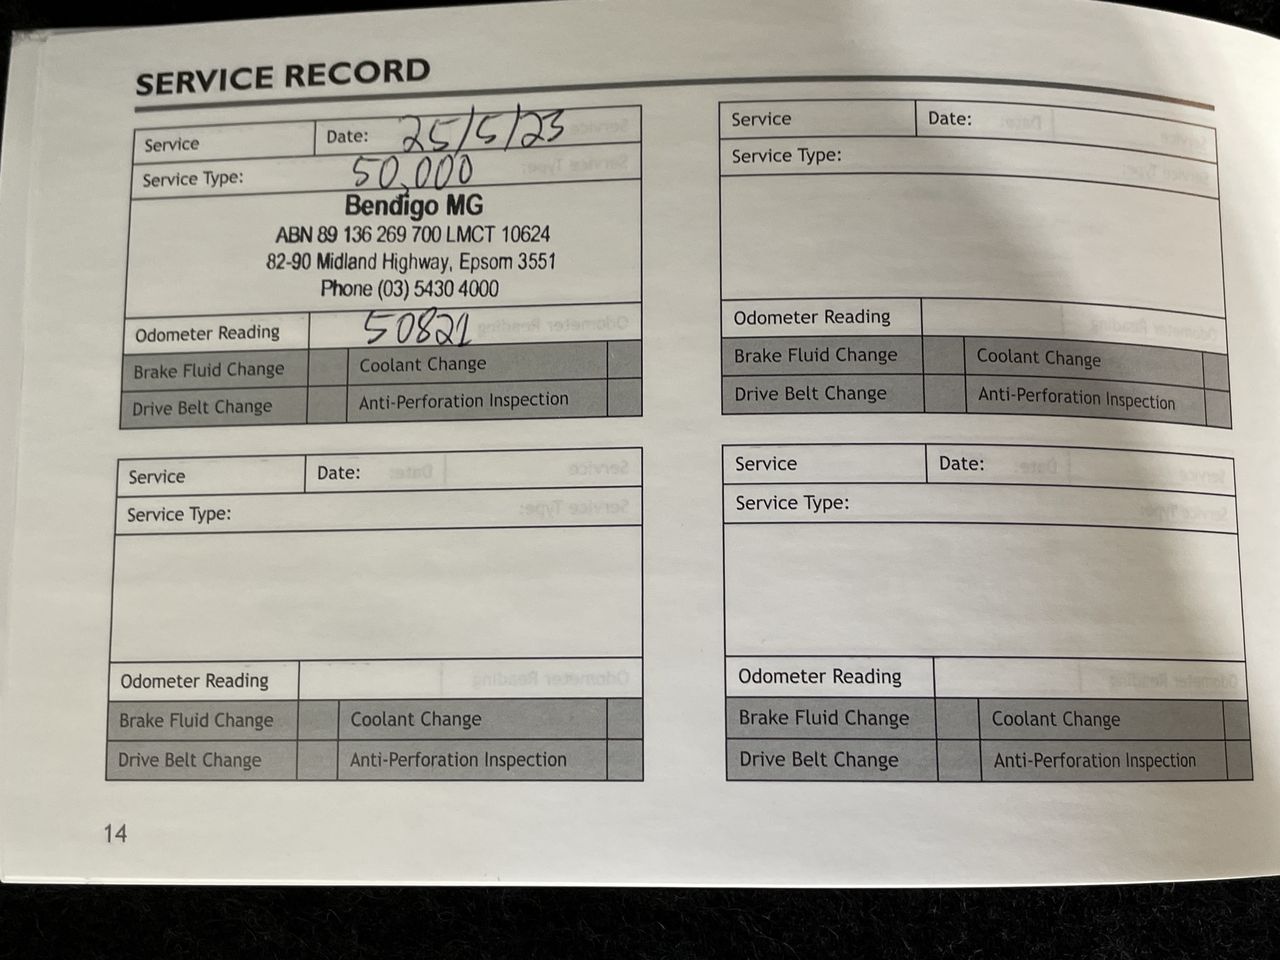 SERVICE RECORD
Service Date: 25/5/23
Service Type: 50,000
Bendigo MG
ABN 89 136 269 700 LMCT 10624
82-90 Midland Highway, Epsom 3551
Phone (03) 5430 4000
Odometer Reading 50821
Brake Fluid Change Coolant Change
Drive Belt Change Anti-Perforation Inspection
Service Date:
Service Type:
Odometer Reading
Brake Fluid Change Coolant Change
Drive Belt Change Anti-Perforation Inspection
Service Date:
Service Type:
Odometer Reading
Brake Fluid Change Coolant Change
Drive Belt Change Anti-Perforation Inspection
Service Date:
Service Type:
Odometer Reading
Brake Fluid Change Coolant Change
Drive Belt Change Anti-Perforation Inspection
14